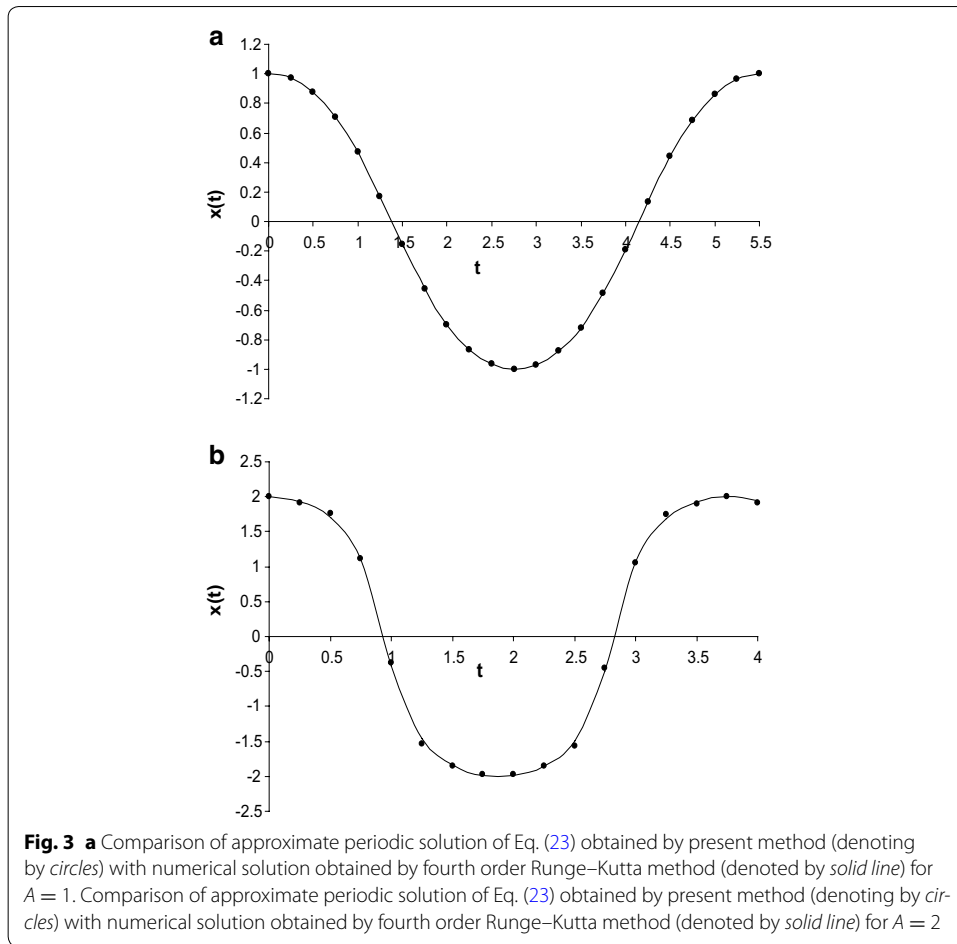 a
1.2
1
0.8
0.6
0.4
0.2
0
-0.2
-0.4
-0.6
-0.8
-1
-1.2
x(t)
0 0.5 1 1.5 2 2.5 3 3.5 4 4.5 5 5.5
t
b
2.5
2
1.5
1
0.5
0
-0.5
-1
-1.5
-2
-2.5
x(t)
0 0.5 1 1.5 2 2.5 3 3.5 4
t
Fig. 3 a Comparison of approximate periodic solution of Eq. (23) obtained by present method (denoting
by circles) with numerical solution obtained by fourth order Runge–Kutta method (denoted by solid line) for
A = 1. Comparison of approximate periodic solution of Eq. (23) obtained by present method (denoting by cir-
cles) with numerical solution obtained by fourth order Runge–Kutta method (denoted by solid line) for A = 2